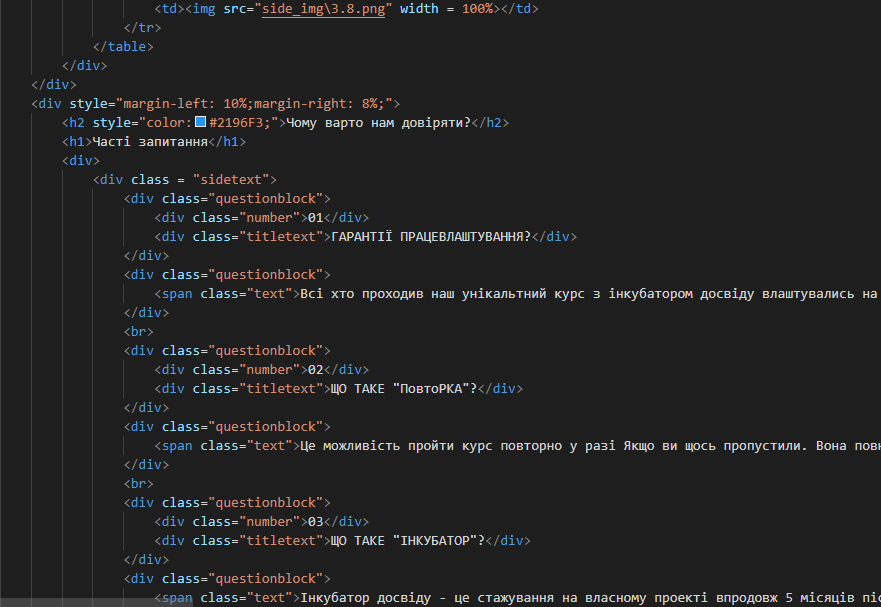 <td><img src="side_img\3.8.png" width = 100%></td>
</tr>
</table>
</div>
</div>
<div style="margin-left: 10%;margin-right: 8%;">
<h2 style="color:#2196F3;">Чому варто нам довіряти?</h2>
<h1>Часті запитання</h1>
<div>
<div class = "sidetext">
<div class="questionblock">
<div class="number">01</div>
<div class="titletext">ГАРАНТІЇ ПРАЦЕВЛАШТУВАННЯ?</div>
</div>
<div class="questionblock">
<span class="text">Всі хто проходив наш унікальтний курс з інкубатором досвіду влаштувались на
</div>
<br>
<div class="questionblock">
<div class="number">02</div>
<div class="titletext">ЩО ТАКЕ "ПовтоРКА"?</div>
</div>
<div class="questionblock">
<span class="text">Це можливість пройти курс повторно у разі Якщо ви щось пропустили. Вона повн
</div>
<br>
<div class="questionblock">
<div class="number">03</div>
<div class="titletext">ЩО ТАКЕ "ІНКУБАТОР"?</div>
</div>
<div class="questionblock">
<span class="text">Інкубатор досвіду - це стажування на власному проекті впродовж 5 місяців піс